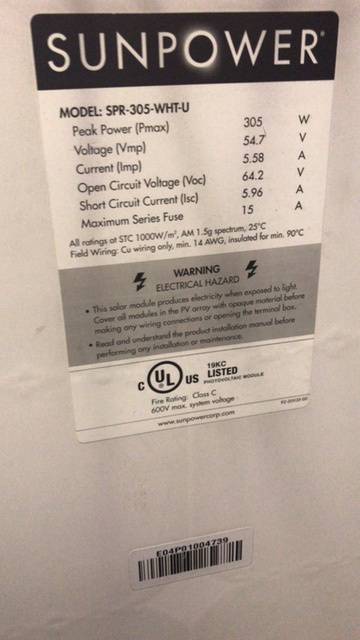 SUNPOWER®
MODEL: SPR-305-WHT-U
Peak Power (Pmax) 305 W
Voltage (Vmp) 54.7 V
Current (Imp) 5.58 A
Open Circuit Voltage (Voc) 64.2 V
Short Circuit Current (Isc) 5.96 A
Maximum Series Fuse 15 A
All ratings at STC 1000W/m², AM 1.5g spectrum, 25°C
Field Wiring: Cu wiring only, min. 14 AWG, insulated for min. 90°C
WARNING
ELECTRICAL HAZARD
• This solar module produces electricity when exposed to light.
Cover all modules in the PV array with opaque material before
making any wiring connections or opening the terminal box.
• Read and understand the product installation manual before
performing any installation or maintenance.
C UL US 19KC
LISTED
PHOTOVOLTAIC MODULE
Fire Rating: Class C
600V max. system voltage
www.sunpowercorp.com
E04P01004739